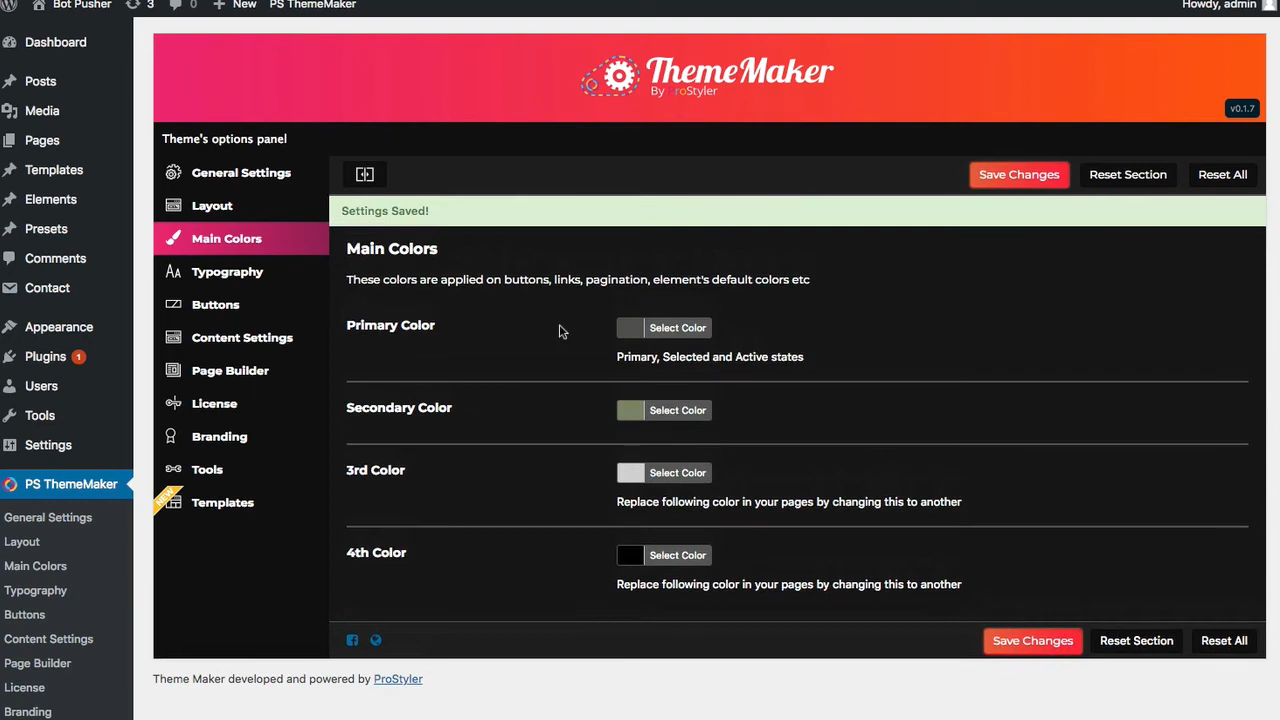 Bot Pusher
3
0
New
PS ThemeMaker
Howdy, admin
Dashboard
Posts
Media
Pages
Templates
Elements
Presets
Comments
Contact
Appearance
Plugins 1
Users
Tools
Settings
PS ThemeMaker
General Settings
Layout
Main Colors
Typography
Buttons
Content Settings
Page Builder
License
Branding
ThemeMaker
By ProStyler
v0.1.7
Theme's options panel
General Settings
Layout
Main Colors
Typography
Buttons
Content Settings
Page Builder
License
Branding
Tools
NEW
Templates
Save Changes
Reset Section
Reset All
Settings Saved!
Main Colors
These colors are applied on buttons, links, pagination, element's default colors etc
Primary Color
Select Color
Primary, Selected and Active states
Secondary Color
Select Color
3rd Color
Select Color
Replace following color in your pages by changing this to another
4th Color
Select Color
Replace following color in your pages by changing this to another
Save Changes
Reset Section
Reset All
Theme Maker developed and powered by ProStyler